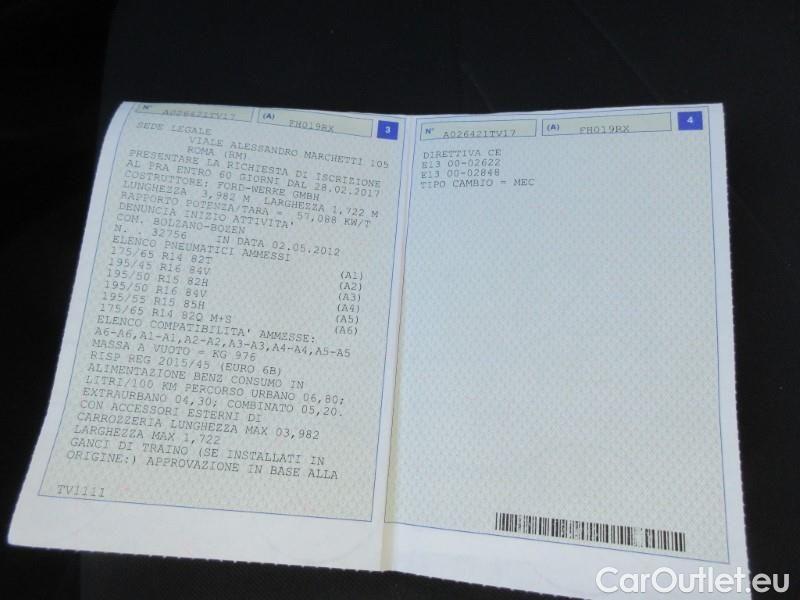 N° A026421TV17 (A) FH019RX 3
SEDE LEGALE
VIALE ALESSANDRO MARCHETTI 105
ROMA (RM)
PRESENTARE LA RICHIESTA DI ISCRIZIONE
AL PRA ENTRO 60 GIORNI DAL 28.02.2017
COSTRUTTORE: FORD-WERKE GMBH
LUNGHEZZA 3,982 M LARGHEZZA 1,722 M
RAPPORTO POTENZA/TARA = 57,088 KW/T
DENUNCIA INIZIO ATTIVITA'
COM. BOLZANO-BOZEN
N. . 32756 IN DATA 02.05.2012
ELENCO PNEUMATICI AMMESSI
175/65 R14 82T (A1)
195/45 R16 84V (A2)
195/50 R15 82H (A3)
195/50 R16 84V (A4)
195/55 R15 85H (A5)
175/65 R14 82Q M+S (A6)
ELENCO COMPATIBILITA' AMMESSE:
A6-A6,A1-A1,A2-A2,A3-A3,A4-A4,A5-A5
MASSA A VUOTO = KG 976
RISP REG 2015/45 (EURO 6B)
ALIMENTAZIONE BENZ CONSUMO IN
LITRI/100 KM PERCORSO URBANO 06,80;
EXTRAURBANO 04,30; COMBINATO 05,20.
CON ACCESSORI ESTERNI DI
CARROZZERIA LUNGHEZZA MAX 03,982
LARGHEZZA MAX 1,722
GANCI DI TRAINO (SE INSTALLATI IN
ORIGINE:) APPROVAZIONE IN BASE ALLA
TV111I
N° A026421TV17 (A) FH019RX 4
DIRETTIVA CE
E13 00-02622
E13 00-02848
TIPO CAMBIO = MEC
CarOutlet.eu